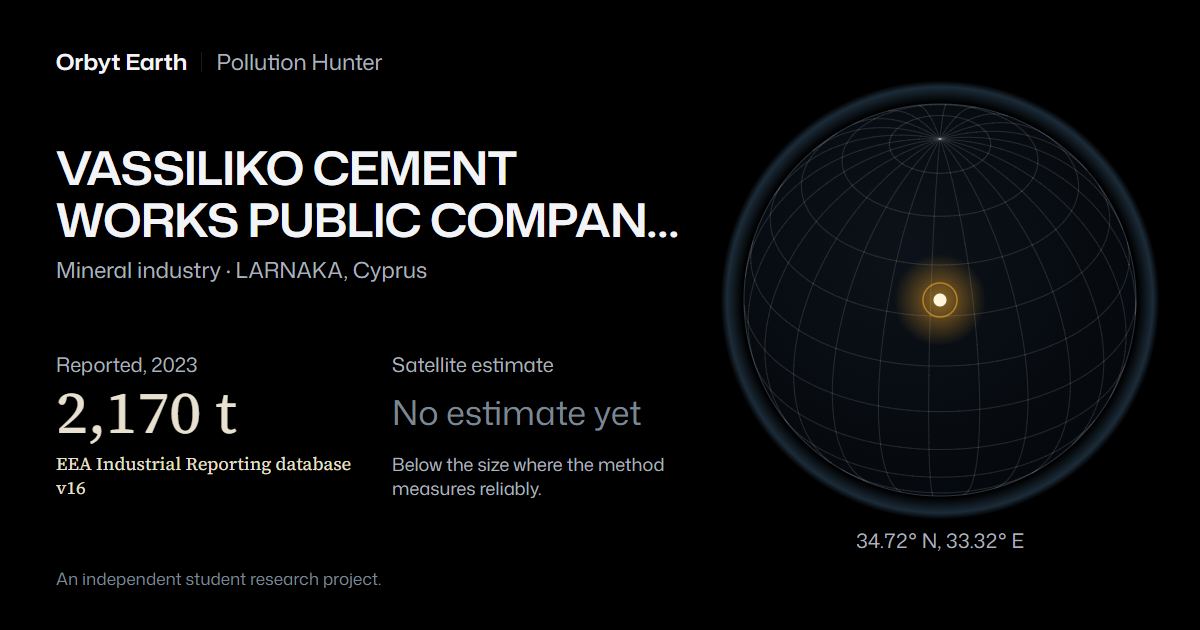 Orbyt Earth | Pollution Hunter
VASSILIKO CEMENT
WORKS PUBLIC COMPAN...
Mineral industry · LARNAKA, Cyprus
Reported, 2023
2,170 t
EEA Industrial Reporting database
v16
Satellite estimate
No estimate yet
Below the size where the method
measures reliably.
34.72° N, 33.32° E
An independent student research project.